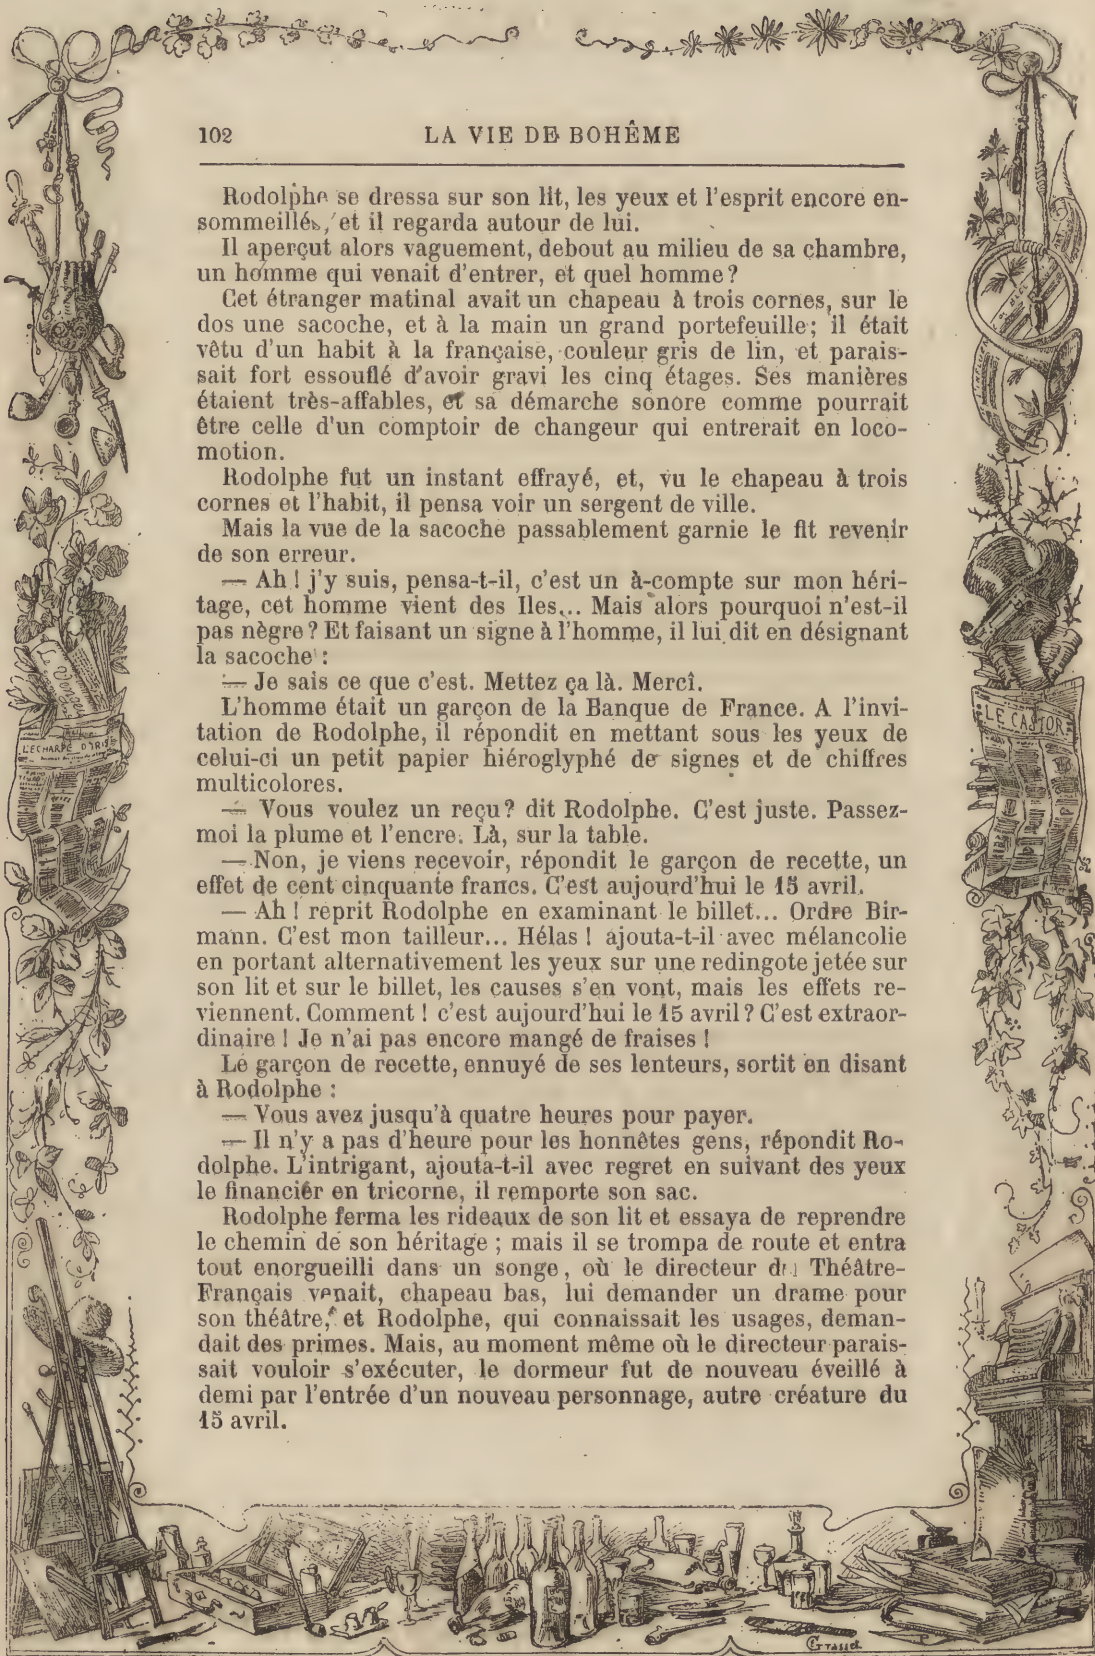 102 LA VIE DE BOHÊME
Rodolphe se dressa sur son lit, les yeux et l'esprit encore en-
sommeillés, et il regarda autour de lui.
Il aperçut alors vaguement, debout au milieu de sa chambre,
un homme qui venait d'entrer, et quel homme?
Cet étranger matinal avait un chapeau à trois cornes, sur le
dos une sacoche, et à la main un grand portefeuille; il était
vêtu d'un habit à la française, couleur gris de lin, et parais-
sait fort essouflé d'avoir gravi les cinq étages. Ses manières
étaient très-affables, et sa démarche sonore comme pourrait
être celle d'un comptoir de changeur qui entrerait en loco-
motion.
Rodolphe fut un instant effrayé, et, vu le chapeau à trois
cornes et l'habit, il pensa voir un sergent de ville.
Mais la vue de la sacoche passablement garnie le fit revenir
de son erreur.
— Ah! j'y suis, pensa-t-il, c'est un à-compte sur mon héri-
tage, cet homme vient des Iles... Mais alors pourquoi n'est-il
pas nègre? Et faisant un signe à l'homme, il lui dit en désignant
la sacoche :
— Je sais ce que c'est. Mettez ça là. Merci.
L'homme était un garçon de la Banque de France. A l'invi-
tation de Rodolphe, il répondit en mettant sous les yeux de
celui-ci un petit papier hiéroglyphé de signes et de chiffres
multicolores.
— Vous voulez un reçu? dit Rodolphe. C'est juste. Passez-
moi la plume et l'encre. Là, sur la table.
— Non, je viens recevoir, répondit le garçon de recette, un
effet de cent cinquante francs. C'est aujourd'hui le 15 avril.
— Ah! reprit Rodolphe en examinant le billet... Ordre Bir-
mann. C'est mon tailleur... Hélas! ajouta-t-il avec mélancolie
en portant alternativement les yeux sur une redingote jetée sur
son lit et sur le billet, les causes s'en vont, mais les effets re-
viennent. Comment! c'est aujourd'hui le 15 avril? C'est extraor-
dinaire! Je n'ai pas encore mangé de fraises!
Le garçon de recette, ennuyé de ses lenteurs, sortit en disant
à Rodolphe :
— Vous avez jusqu'à quatre heures pour payer.
— Il n'y a pas d'heure pour les honnêtes gens, répondit Ro-
dolphe. L'intrigant, ajouta-t-il avec regret en suivant des yeux
le financier en tricorne, il remporte son sac.
Rodolphe ferma les rideaux de son lit et essaya de reprendre
le chemin de son héritage ; mais il se trompa de route et entra
tout enorgueilli dans un songe, où le directeur du Théâtre-
Français venait, chapeau bas, lui demander un drame pour
son théâtre, et Rodolphe, qui connaissait les usages, deman-
dait des primes. Mais, au moment même où le directeur parais-
sait vouloir s'exécuter, le dormeur fut de nouveau éveillé à
demi par l'entrée d'un nouveau personnage, autre créature du
15 avril.
L'ECHARPE D'IRIS
LE CASTOR
Grasset